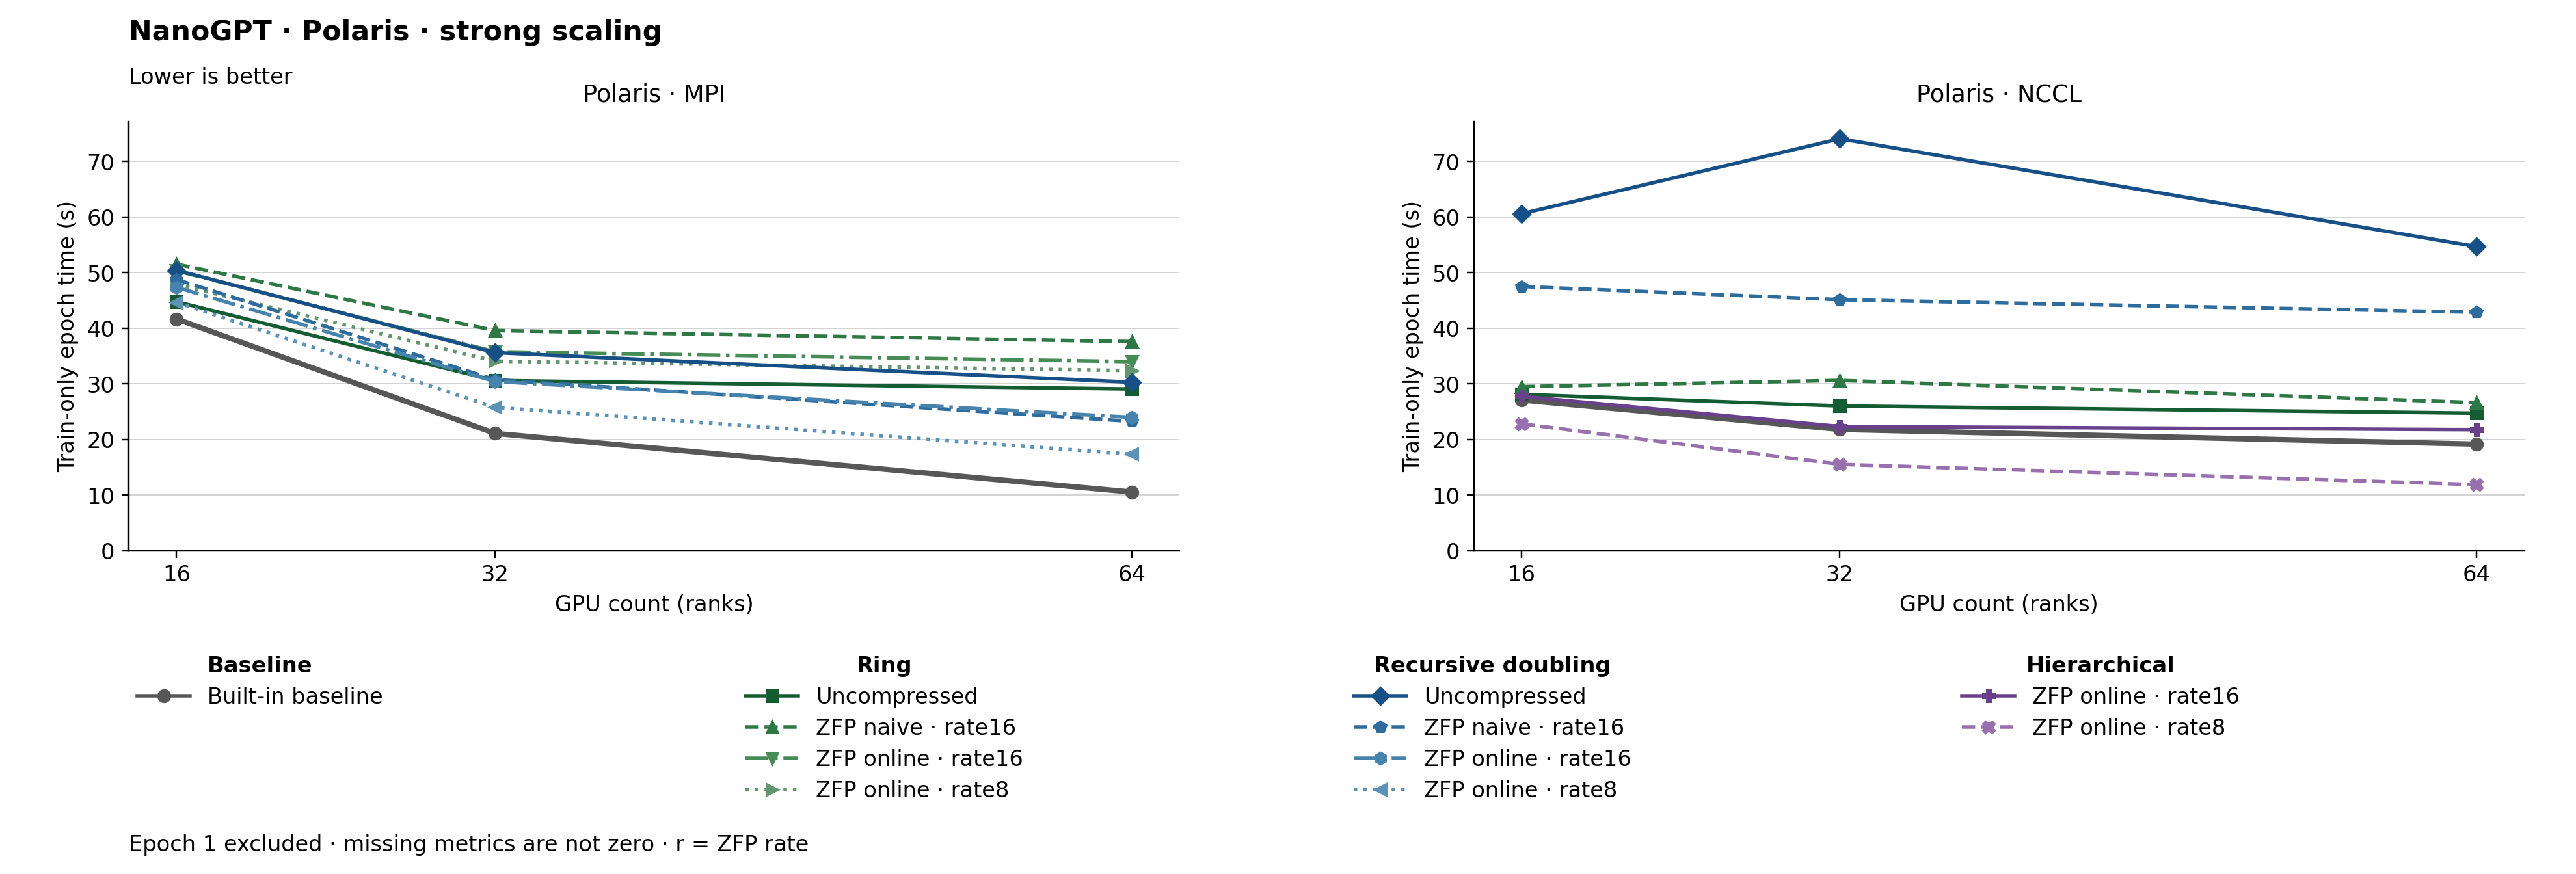 NanoGPT · Polaris · strong scaling
Lower is better
Polaris · MPI
Train-only epoch time (s)
70
60
50
40
30
20
10
0
16 32 64
GPU count (ranks)
Polaris · NCCL
Train-only epoch time (s)
70
60
50
40
30
20
10
0
16 32 64
GPU count (ranks)
Baseline
Built-in baseline
Ring
Uncompressed
ZFP naive · rate16
ZFP online · rate16
ZFP online · rate8
Recursive doubling
Uncompressed
ZFP naive · rate16
ZFP online · rate16
ZFP online · rate8
Hierarchical
ZFP online · rate16
ZFP online · rate8
Epoch 1 excluded · missing metrics are not zero · r = ZFP rate